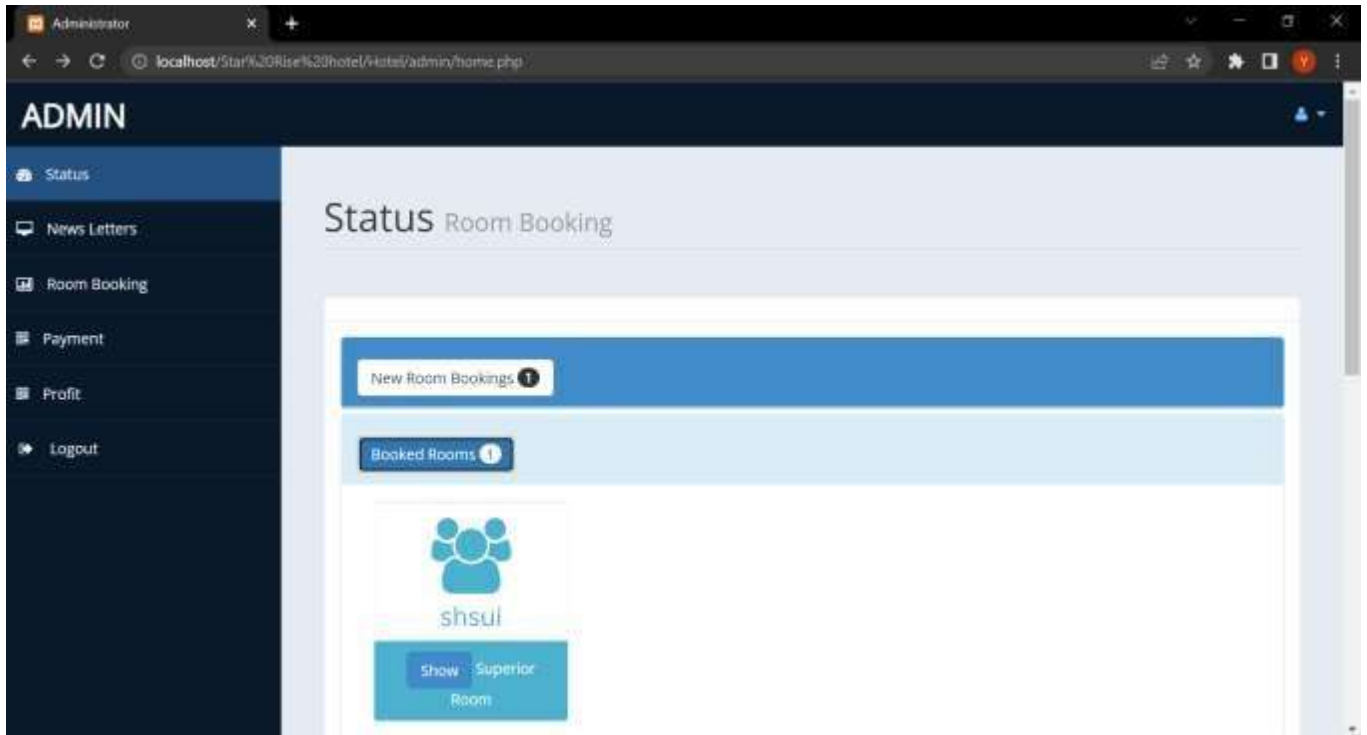 Administrator
localhost/Star%20Rise%20hotel/Hotel/admin/home.php
Y
ADMIN
Status
News Letters
Room Booking
Payment
Profit
Logout
Status Room Booking
New Room Bookings 1
Booked Rooms 1
shsui
Show Superior
Room